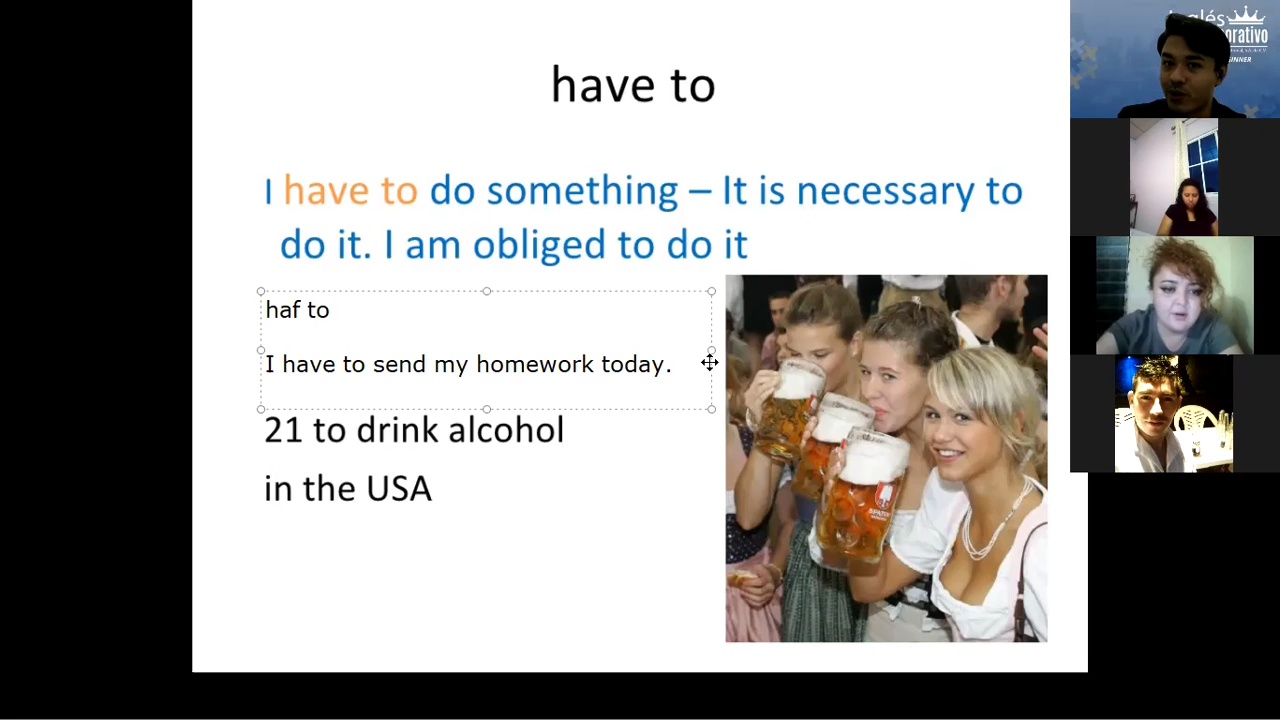 have to
I have to do something – It is necessary to
do it. I am obliged to do it
haf to
I have to send my homework today.
21 to drink alcohol
in the USA